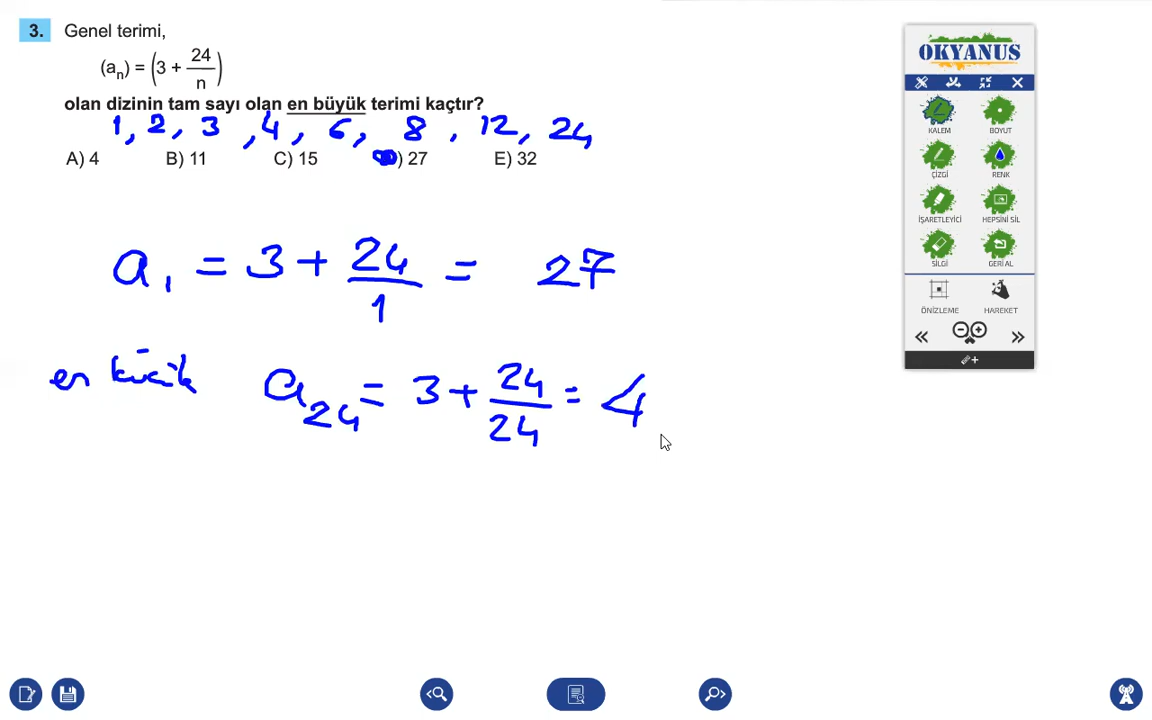 3. Genel terimi,
(aₙ) = (3 + 24/n)
olan dizinin tam sayı olan en büyük terimi kaçtır?
1, 2, 3, 4, 6, 8, 12, 24,
A) 4 B) 11 C) 15 ) 27 E) 32
a₁ = 3 + 24/1 = 27
en küçük a₂₄ = 3 + 24/24 = 4
OKYANUS
KALEM BOYUT
ÇİZGİ RENK
İŞARETLEYİCİ HEPSİNİ SİL
SİLGİ GERİ AL
ÖNİZLEME HAREKET